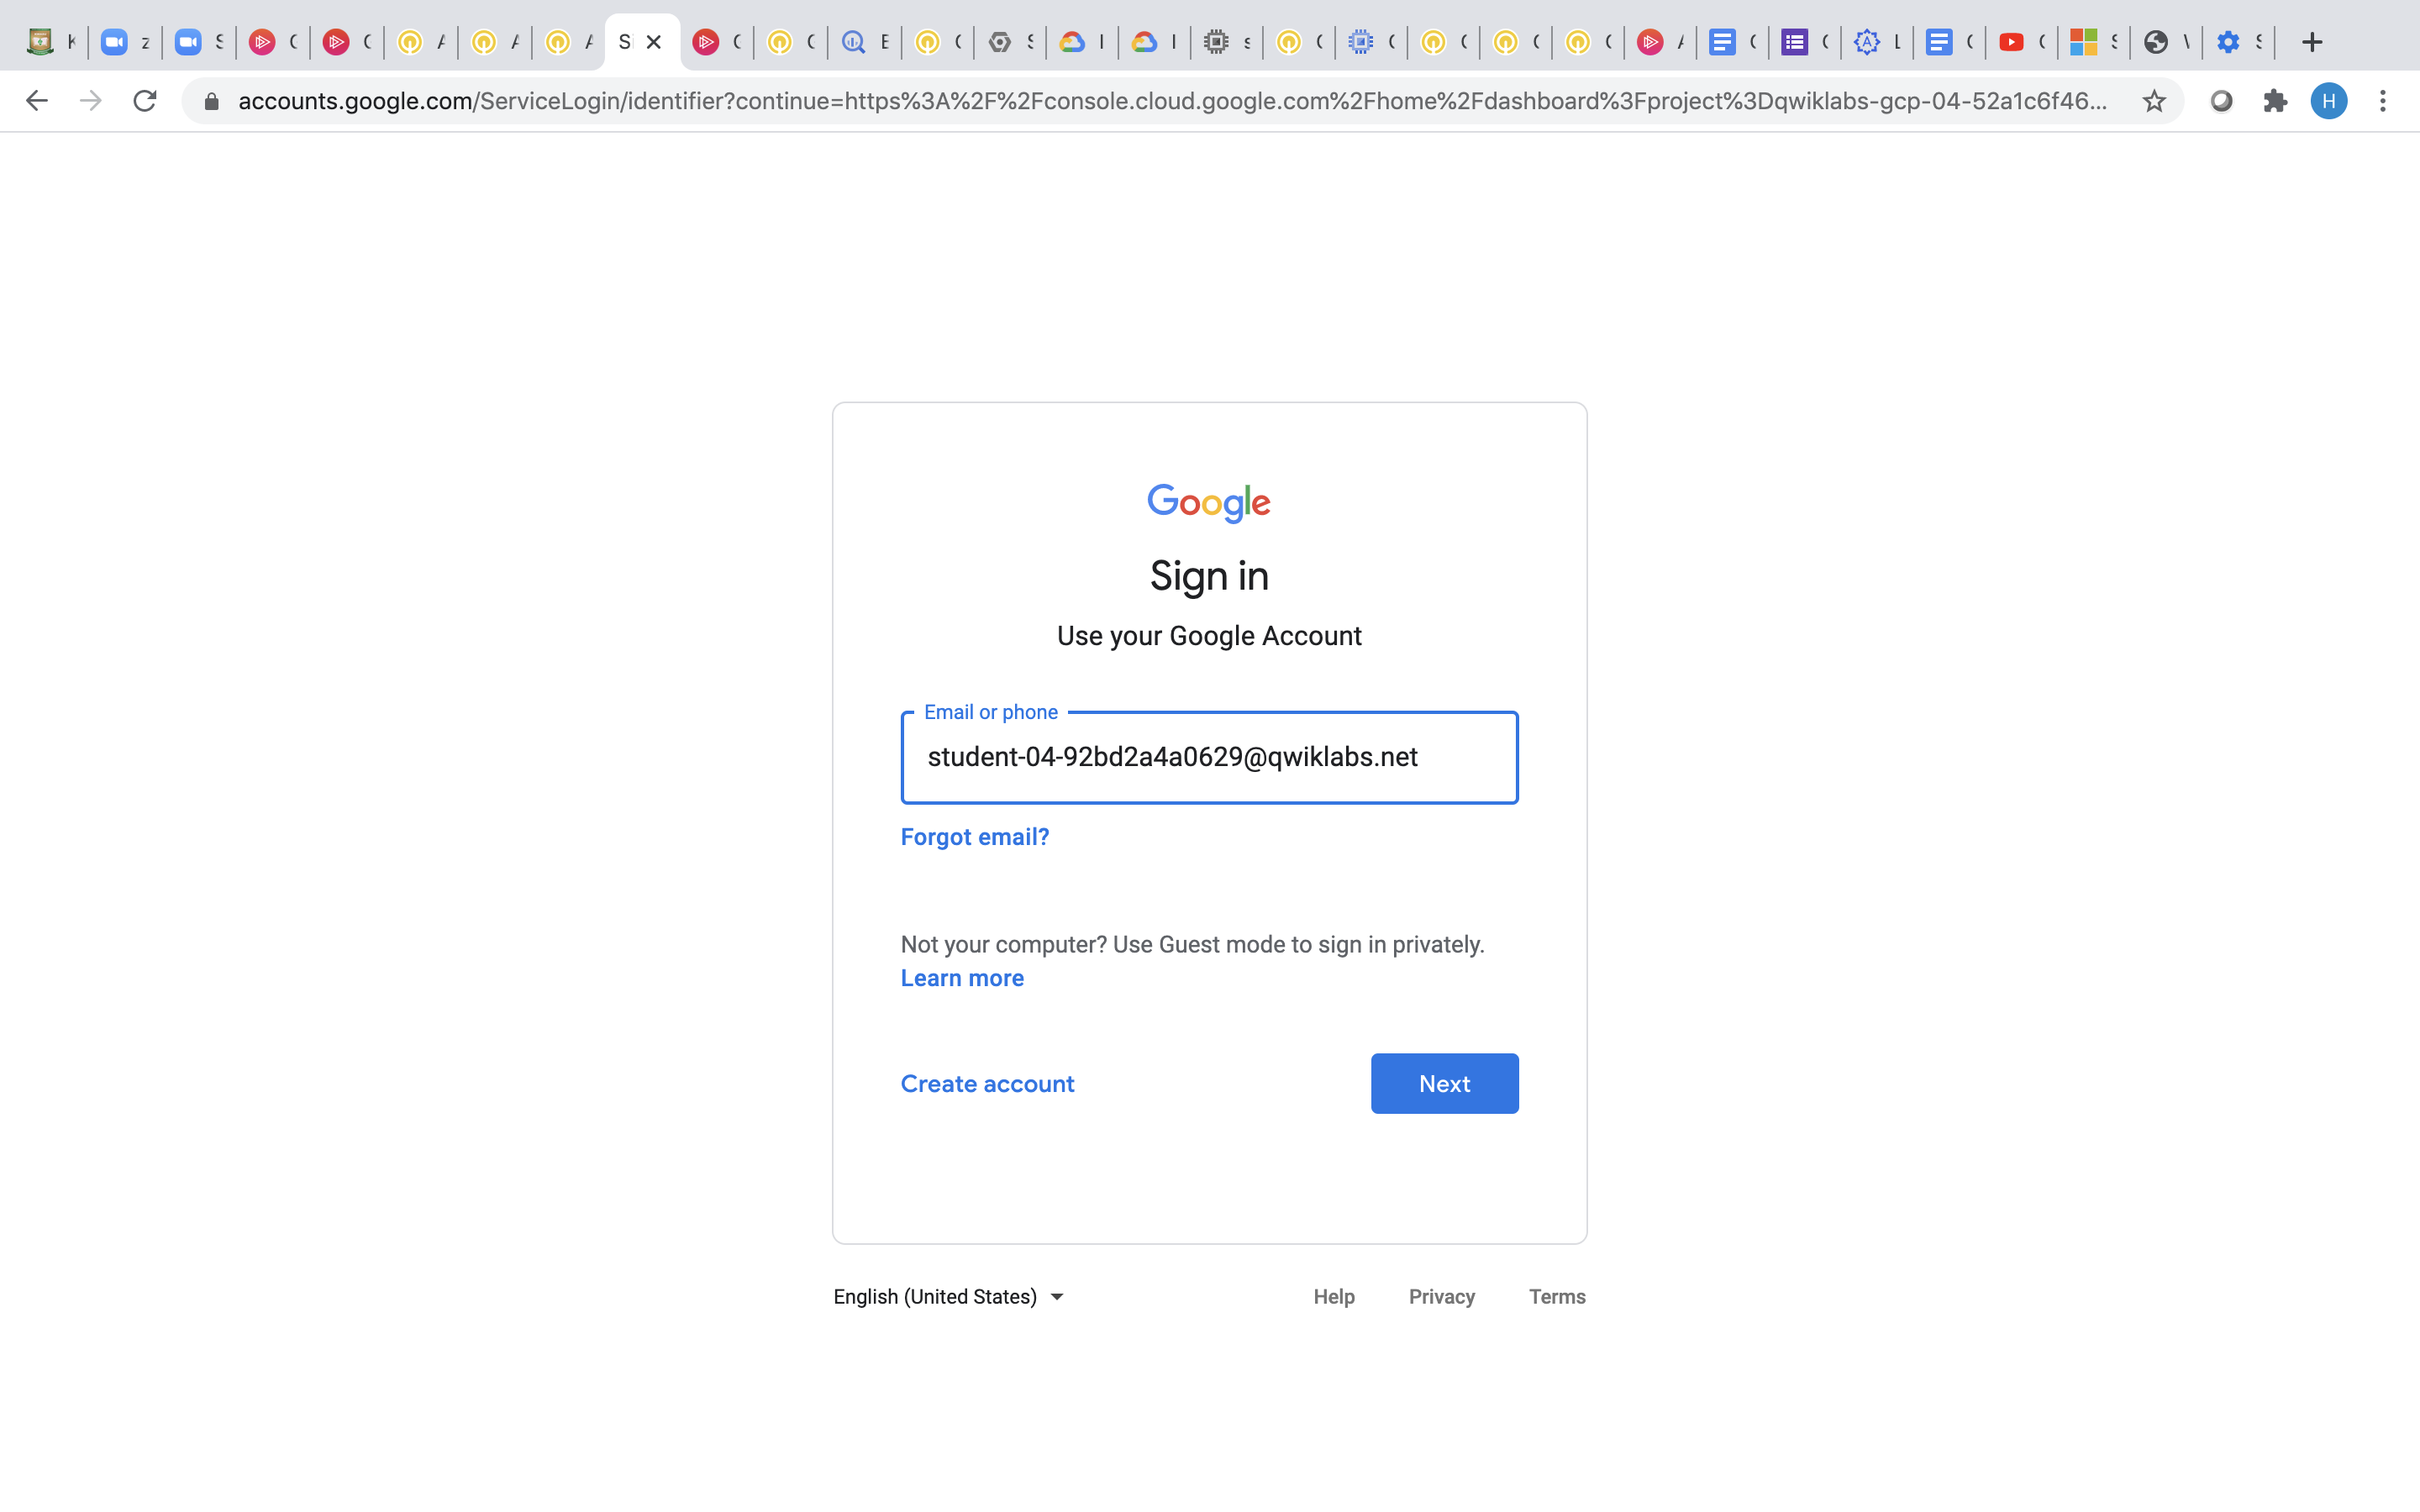 accounts.google.com/ServiceLogin/identifier?continue=https%3A%2F%2Fconsole.cloud.google.com%2Fhome%2Fdashboard%3Fproject%3Dqwiklabs-gcp-04-52a1c6f46...
H
Google
Sign in
Use your Google Account
Email or phone
student-04-92bd2a4a0629@qwiklabs.net
Forgot email?
Not your computer? Use Guest mode to sign in privately.
Learn more
Create account
Next
English (United States)
Help
Privacy
Terms